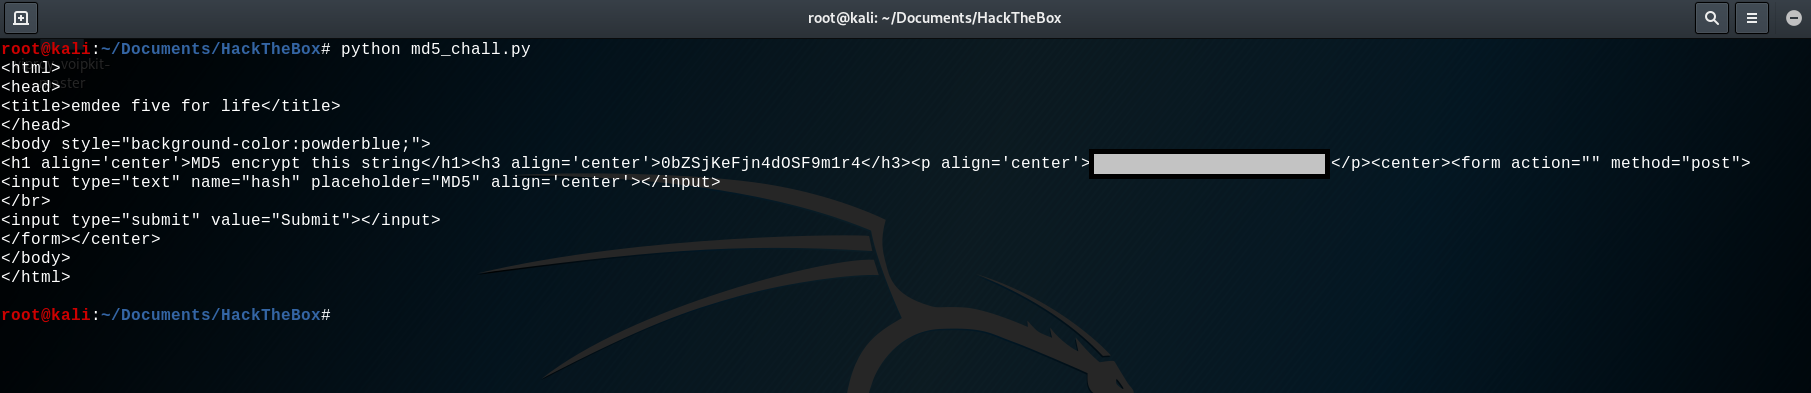 root@kali: ~/Documents/HackTheBox
root@kali:~/Documents/HackTheBox# python md5_chall.py
<html>
voipkit-
<head>
<title>emdee five for life</title>
</head>
<body style="background-color:powderblue;">
<h1 align='center'>MD5 encrypt this string</h1><h3 align='center'>0bZSjKeFjn4dOSF9m1r4</h3><p align='center'></p><center><form action="" method="post">
<input type="text" name="hash" placeholder="MD5" align='center'></input>
</br>
<input type="submit" value="Submit"></input>
</form></center>
</body>
</html>
root@kali:~/Documents/HackTheBox#